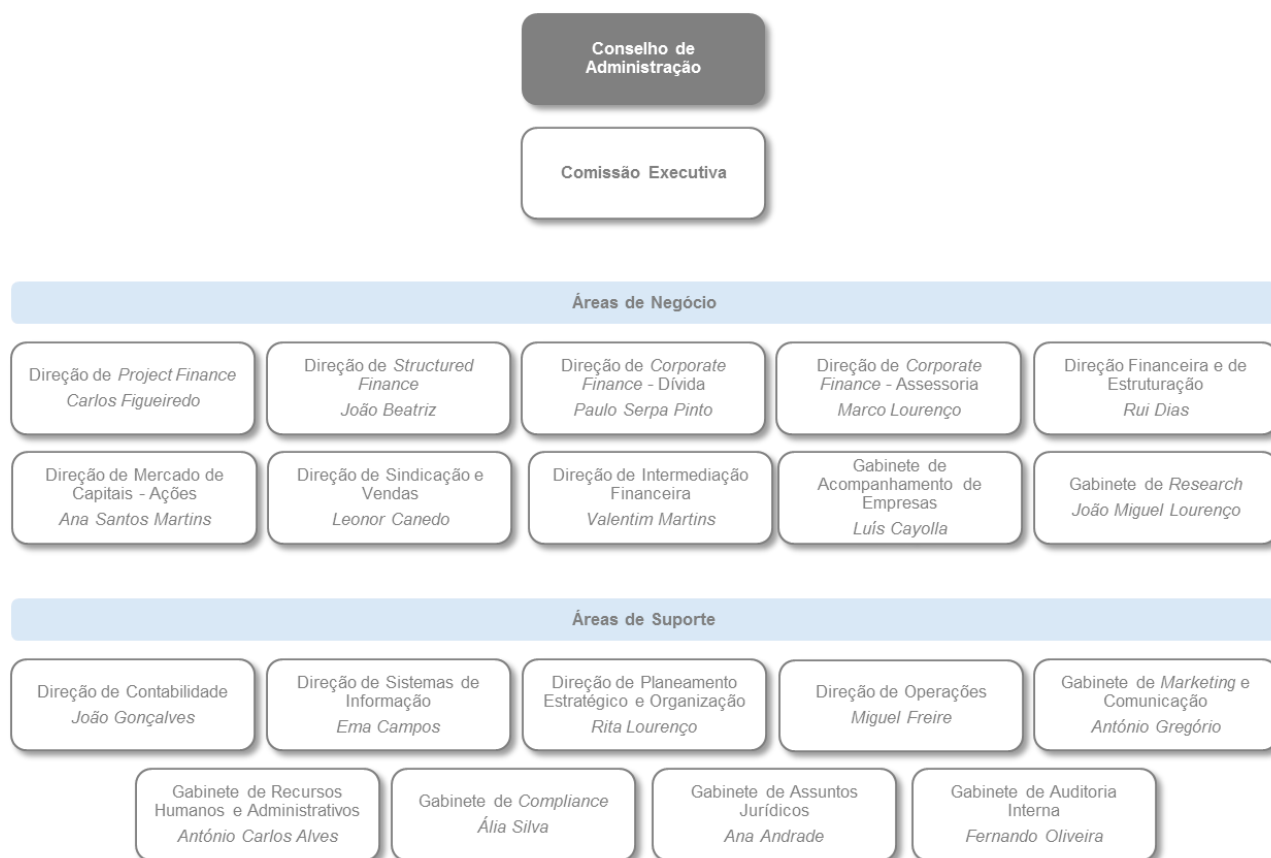 Conselho de
Administração
Comissão Executiva
Áreas de Negócio
Direção de Project Finance
Carlos Figueiredo
Direção de Structured
Finance
João Beatriz
Direção de Corporate
Finance - Dívida
Paulo Serpa Pinto
Direção de Corporate
Finance - Assessoria
Marco Lourenço
Direção Financeira e de
Estruturação
Rui Dias
Direção de Mercado de
Capitais - Ações
Ana Santos Martins
Direção de Sindicação e
Vendas
Leonor Canedo
Direção de Intermediação
Financeira
Valentim Martins
Gabinete de
Acompanhamento de
Empresas
Luís Cayolla
Gabinete de Research
João Miguel Lourenço
Áreas de Suporte
Direção de Contabilidade
João Gonçalves
Direção de Sistemas de
Informação
Ema Campos
Direção de Planeamento
Estratégico e Organização
Rita Lourenço
Direção de Operações
Miguel Freire
Gabinete de Marketing e
Comunicação
António Gregório
Gabinete de Recursos
Humanos e Administrativos
António Carlos Alves
Gabinete de Compliance
Ália Silva
Gabinete de Assuntos
Jurídicos
Ana Andrade
Gabinete de Auditoria
Interna
Fernando Oliveira